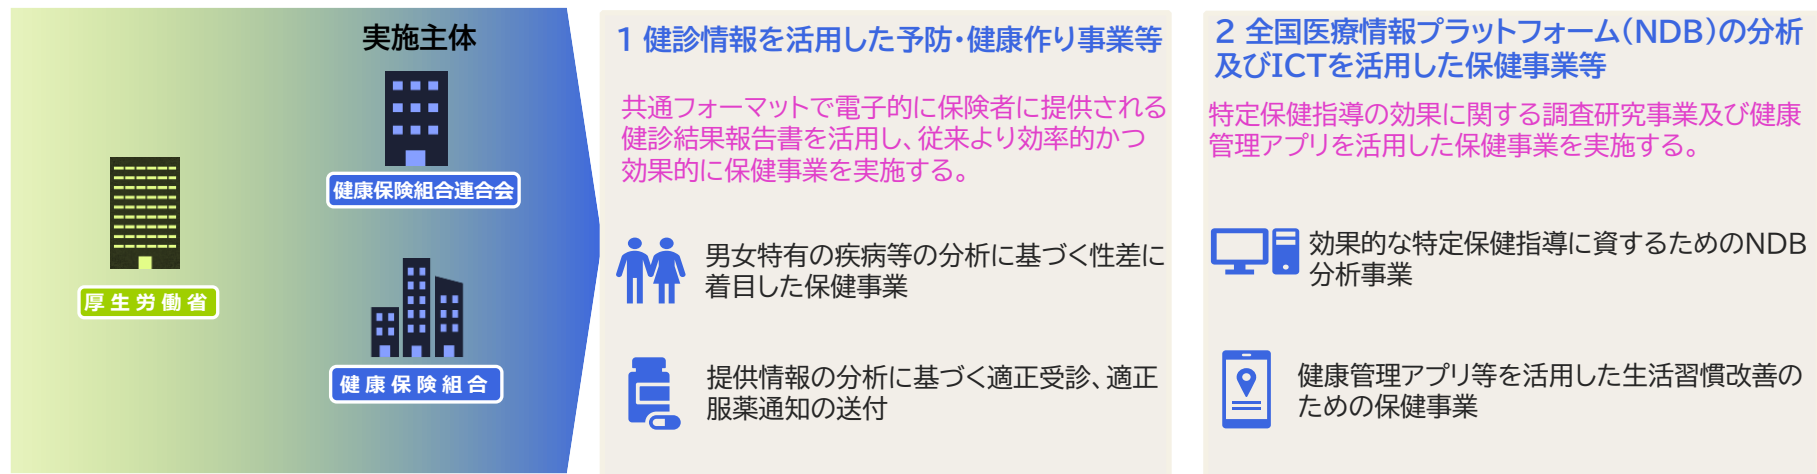 実施主体
健康保険組合連合会
厚生労働省
健康保険組合
1 健診情報を活用した予防・健康作り事業等
共通フォーマットで電子的に保険者に提供される
健診結果報告書を活用し、従来より効率的かつ
効果的に保健事業を実施する。
男女特有の疾病等の分析に基づく性差に
着目した保健事業
提供情報の分析に基づく適正受診、適正
服薬通知の送付
2 全国医療情報プラットフォーム(NDB)の分析
及びICTを活用した保健事業等
特定保健指導の効果に関する調査研究事業及び健康
管理アプリを活用した保健事業を実施する。
効果的な特定保健指導に資するためのNDB
分析事業
健康管理アプリ等を活用した生活習慣改善の
ための保健事業